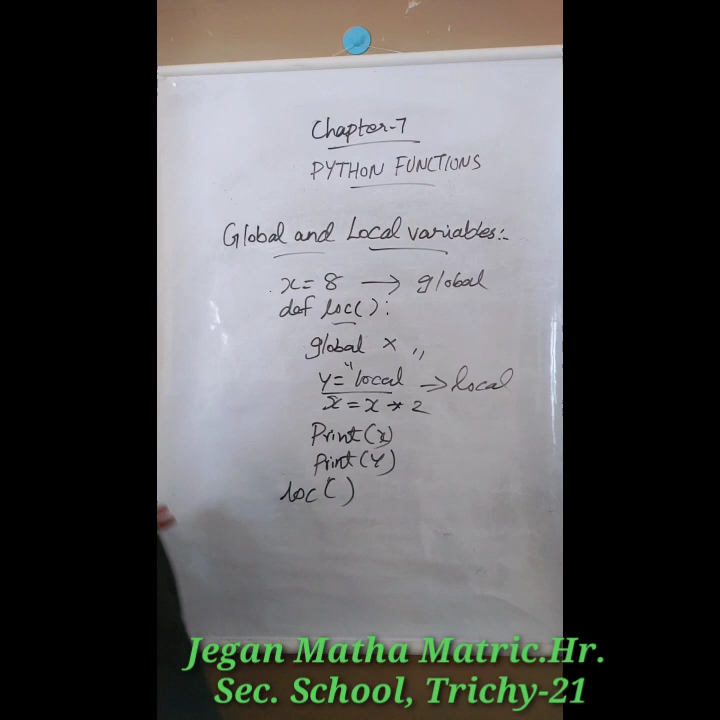 Chapter-7
PYTHON FUNCTIONS
Global and Local variables:-
x = 8 → global
def loc():
global x
y = "local" → local
x = x * 2
Print(x)
Print(Y)
loc()
Jegan Matha Matric.Hr.
Sec. School, Trichy-21